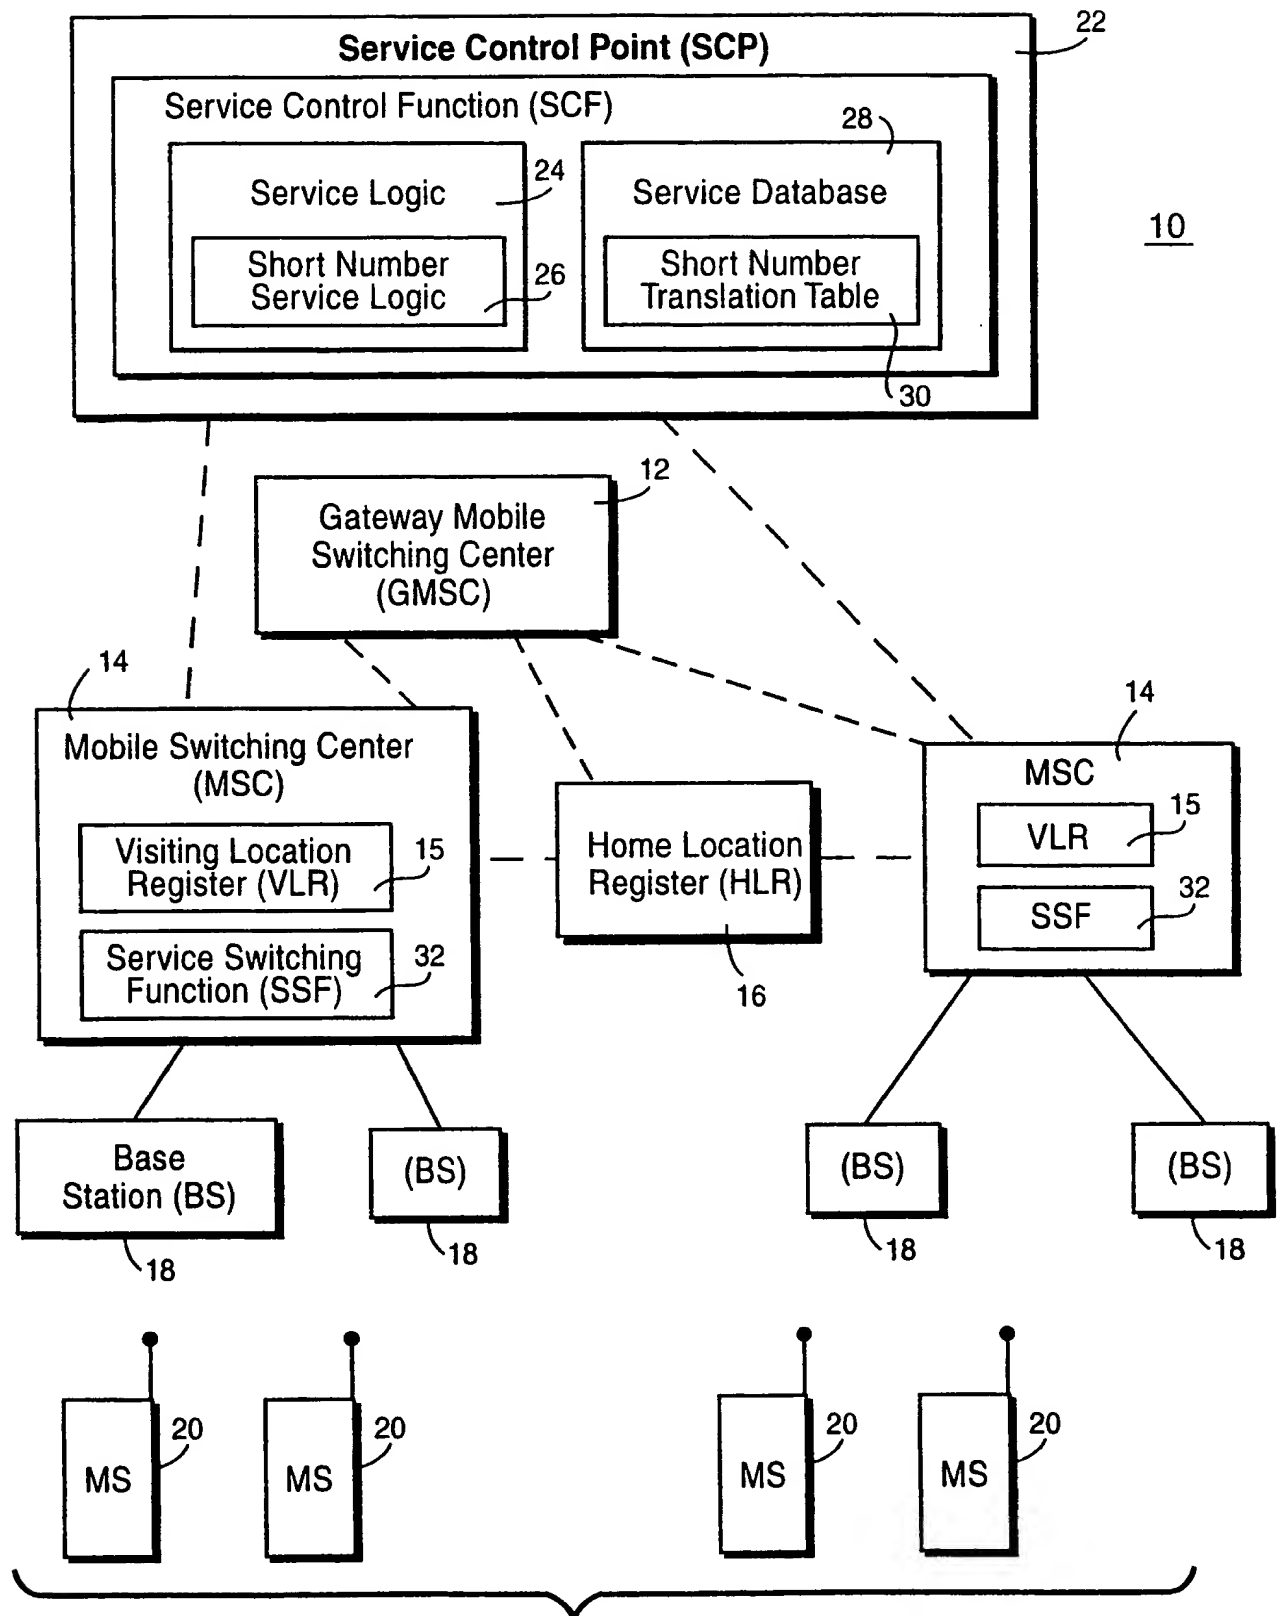 22
Service Control Point (SCP)
Service Control Function (SCF)
28
24
Service Logic
Service Database
10
Short Number
Service Logic
26
Short Number
Translation Table
30
12
Gateway Mobile
Switching Center
(GMSC)
14
Mobile Switching Center
(MSC)
Visiting Location
Register (VLR)
15
Service Switching
Function (SSF)
32
Home Location
Register (HLR)
16
14
MSC
VLR
15
SSF
32
Base
Station (BS)
18
(BS)
18
(BS)
18
(BS)
18
MS
20
MS
20
MS
20
MS
20